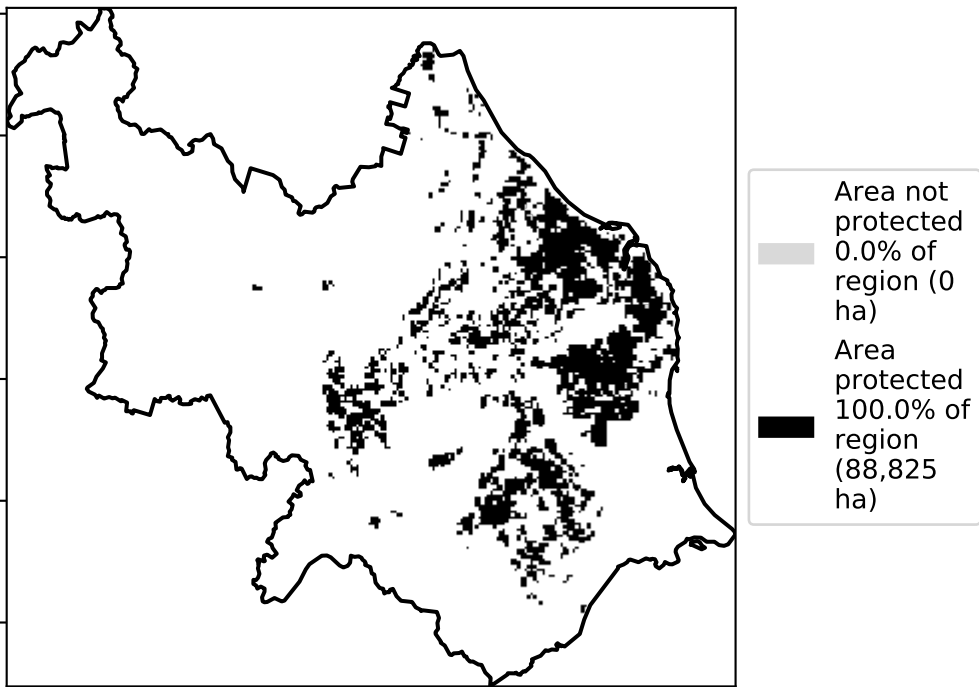 Area not
protected
0.0% of
region (0
ha)
Area
protected
100.0% of
region
(88,825
ha)